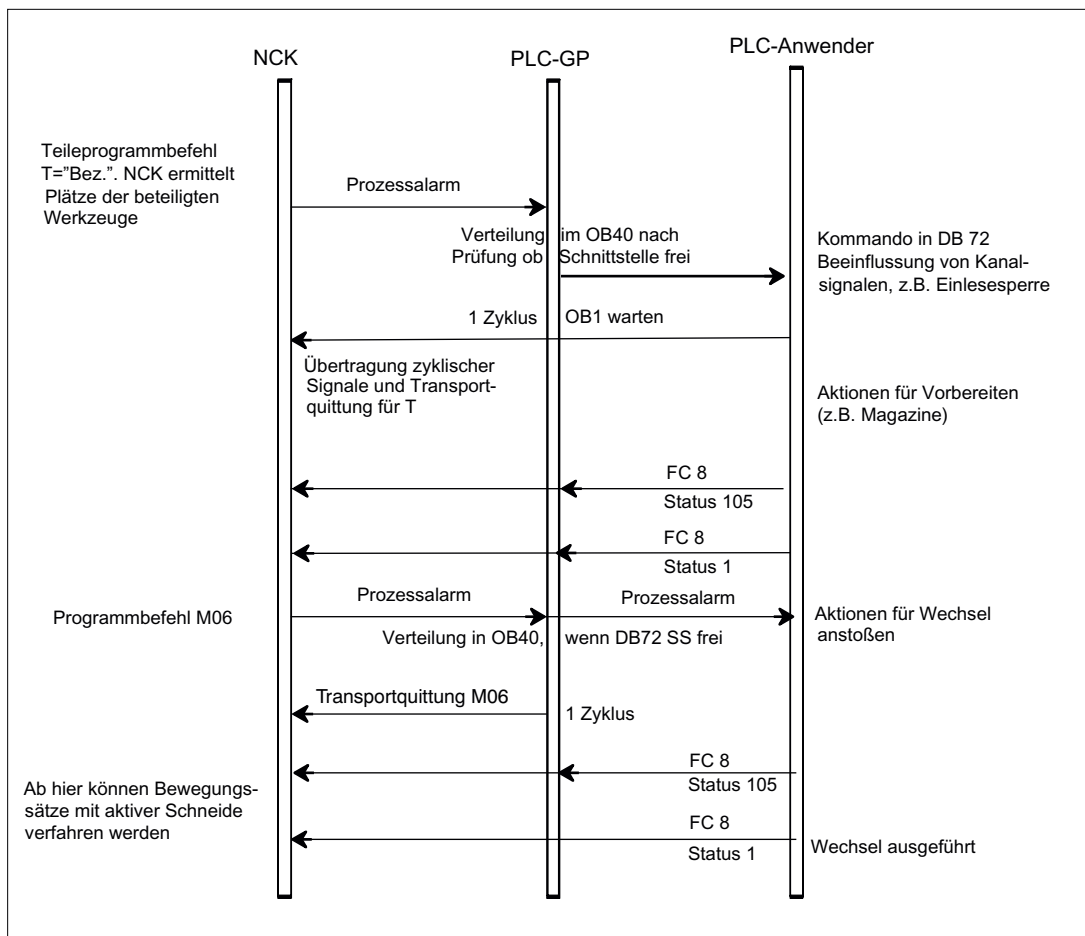 NCK
PLC-GP
PLC-Anwender
Teileprogrammbefehl
T=”Bez.”. NCK ermittelt
Plätze der beteiligten
Werkzeuge
Prozessalarm
Verteilung im OB40 nach
Prüfung ob Schnittstelle frei
Kommando in DB 72
Beeinflussung von Kanal-
signalen, z.B. Einlesesperre
1 Zyklus OB1 warten
Übertragung zyklischer
Signale und Transport-
quittung für T
Aktionen für Vorbereiten
(z.B. Magazine)
FC 8
Status 105
FC 8
Status 1
Programmbefehl M06
Prozessalarm
Prozessalarm
Aktionen für Wechsel
anstoßen
Verteilung in OB40, wenn DB72 SS frei
Transportquittung M06
1 Zyklus
FC 8
Status 105
Ab hier können Bewegungs-
sätze mit aktiver Schneide
verfahren werden
FC 8
Status 1
Wechsel ausgeführt